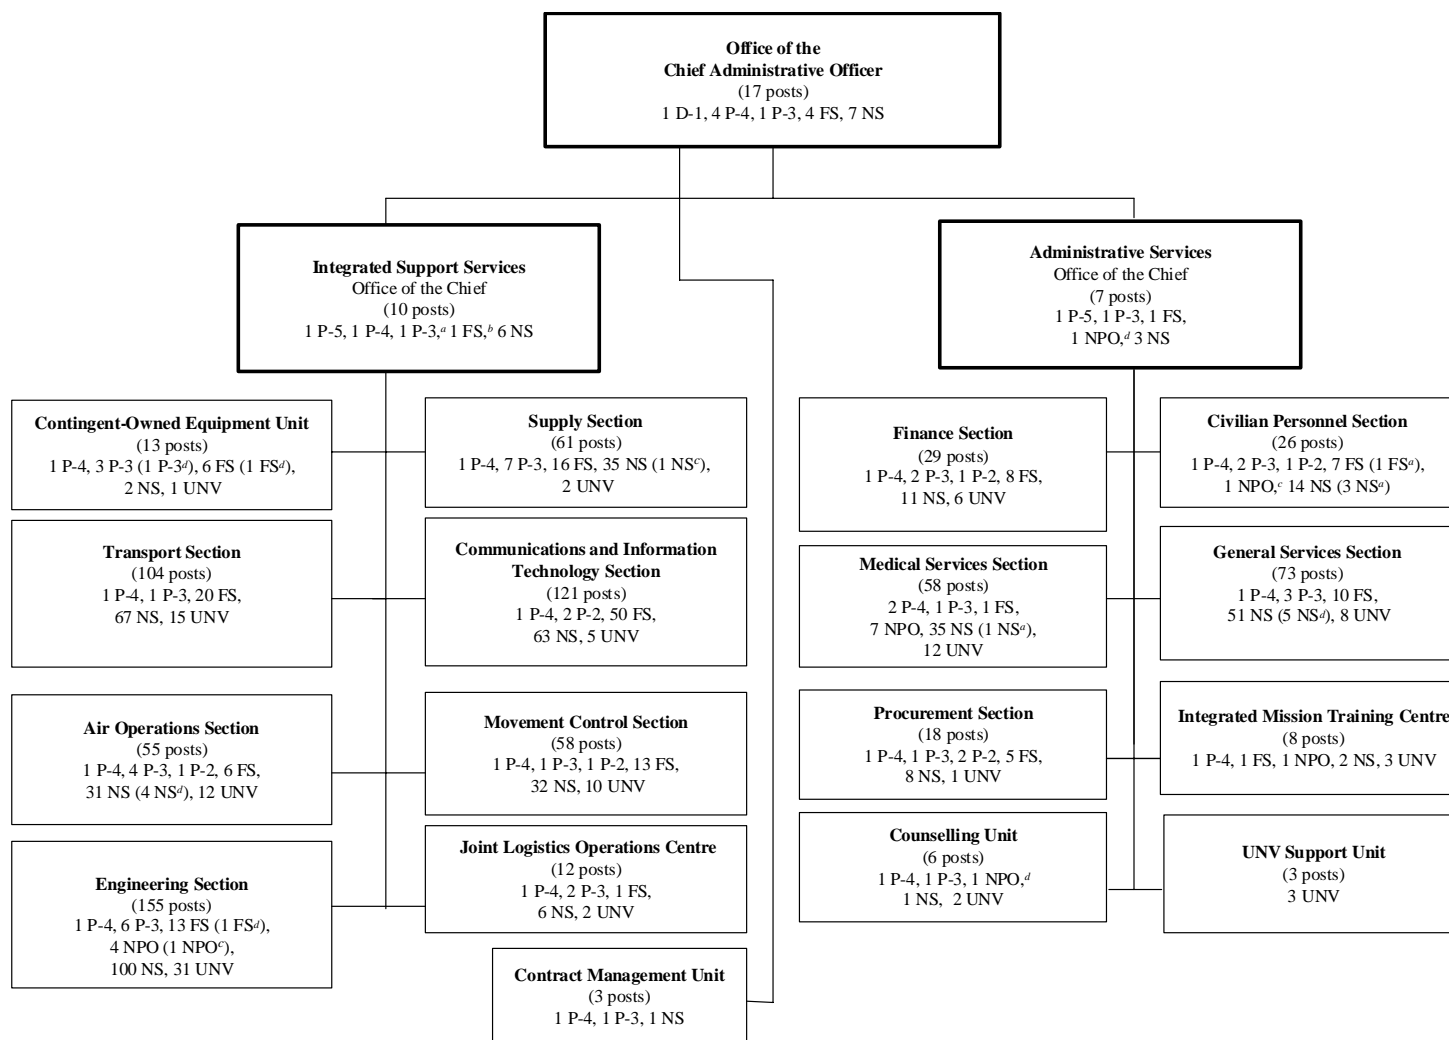 Office of the
Chief Administrative Officer
(17 posts)
1 D-1, 4 P-4, 1 P-3, 4 FS, 7 NS
Integrated Support Services
Office of the Chief
(10 posts)
1 P-5, 1 P-4, 1 P-3,a 1 FS,b 6 NS
Administrative Services
Office of the Chief
(7 posts)
1 P-5, 1 P-3, 1 FS,
1 NPO,d 3 NS
Contingent-Owned Equipment Unit
(13 posts)
1 P-4, 3 P-3 (1 P-3d), 6 FS (1 FSd),
2 NS, 1 UNV
Supply Section
(61 posts)
1 P-4, 7 P-3, 16 FS, 35 NS (1 NSc),
2 UNV
Finance Section
(29 posts)
1 P-4, 2 P-3, 1 P-2, 8 FS,
11 NS, 6 UNV
Civilian Personnel Section
(26 posts)
1 P-4, 2 P-3, 1 P-2, 7 FS (1 FSa),
1 NPO,c 14 NS (3 NSa)
Transport Section
(104 posts)
1 P-4, 1 P-3, 20 FS,
67 NS, 15 UNV
Communications and Information
Technology Section
(121 posts)
1 P-4, 2 P-2, 50 FS,
63 NS, 5 UNV
Medical Services Section
(58 posts)
2 P-4, 1 P-3, 1 FS,
7 NPO, 35 NS (1 NSa),
12 UNV
General Services Section
(73 posts)
1 P-4, 3 P-3, 10 FS,
51 NS (5 NSd), 8 UNV
Air Operations Section
(55 posts)
1 P-4, 4 P-3, 1 P-2, 6 FS,
31 NS (4 NSd), 12 UNV
Movement Control Section
(58 posts)
1 P-4, 1 P-3, 1 P-2, 13 FS,
32 NS, 10 UNV
Procurement Section
(18 posts)
1 P-4, 1 P-3, 2 P-2, 5 FS,
8 NS, 1 UNV
Integrated Mission Training Centre
(8 posts)
1 P-4, 1 FS, 1 NPO, 2 NS, 3 UNV
Engineering Section
(155 posts)
1 P-4, 6 P-3, 13 FS (1 FSd),
4 NPO (1 NPOc),
100 NS, 31 UNV
Joint Logistics Operations Centre
(12 posts)
1 P-4, 2 P-3, 1 FS,
6 NS, 2 UNV
Counselling Unit
(6 posts)
1 P-4, 1 P-3, 1 NPO,d
1 NS, 2 UNV
UNV Support Unit
(3 posts)
3 UNV
Contract Management Unit
(3 posts)
1 P-4, 1 P-3, 1 NS